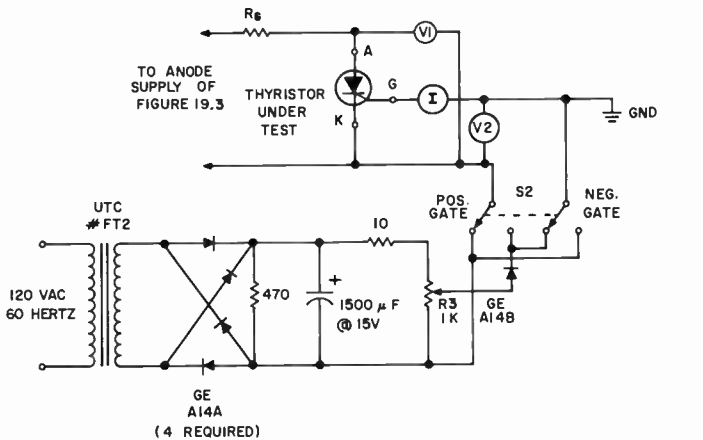 RS
V1
A
TO ANODE
SUPPLY OF
FIGURE 19.3
THYRISTOR
UNDER
TEST
G
I
K
V2
GND
UTC
#FT2
POS.
GATE
S2
NEG.
GATE
10
120 VAC
60 HERTZ
470
+
1500 μF
@ 15V
R3
1K
GE
A14B
GE
A14A
(4 REQUIRED)